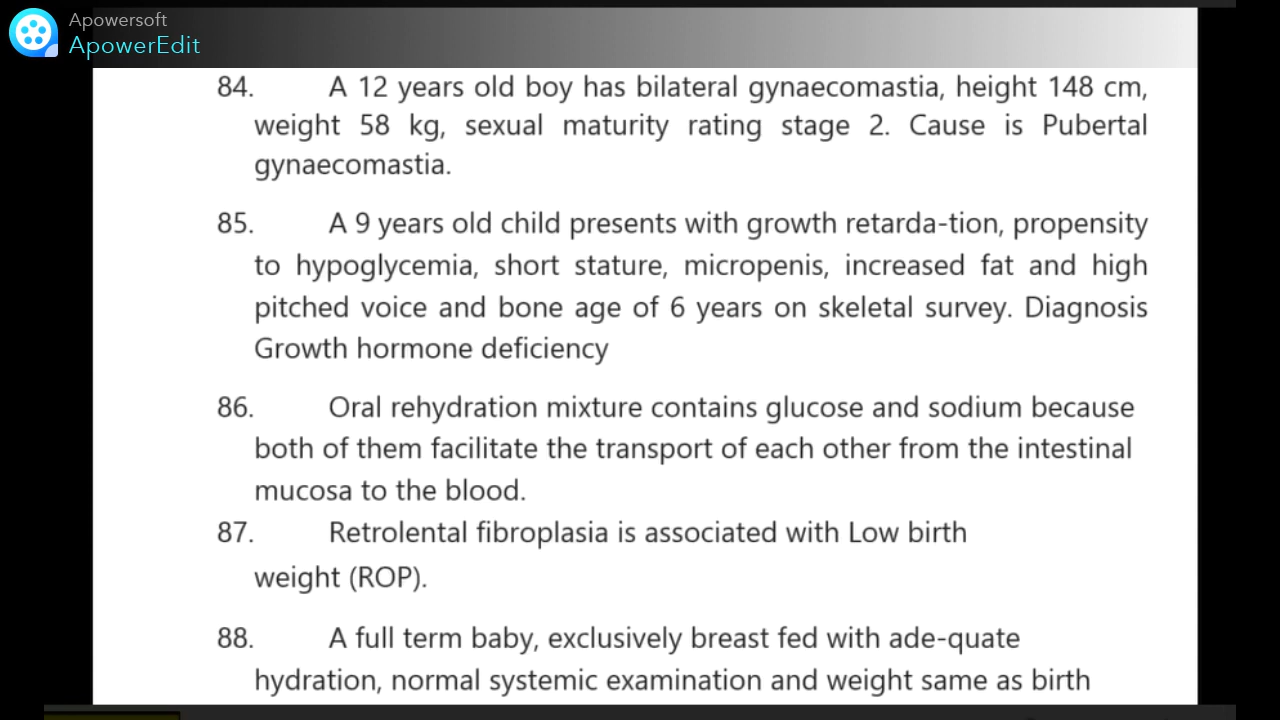 Apowersoft
ApowerEdit
84. A 12 years old boy has bilateral gynaecomastia, height 148 cm,
weight 58 kg, sexual maturity rating stage 2. Cause is Pubertal
gynaecomastia.
85. A 9 years old child presents with growth retarda-tion, propensity
to hypoglycemia, short stature, micropenis, increased fat and high
pitched voice and bone age of 6 years on skeletal survey. Diagnosis
Growth hormone deficiency
86. Oral rehydration mixture contains glucose and sodium because
both of them facilitate the transport of each other from the intestinal
mucosa to the blood.
87. Retrolental fibroplasia is associated with Low birth
weight (ROP).
88. A full term baby, exclusively breast fed with ade-quate
hydration, normal systemic examination and weight same as birth